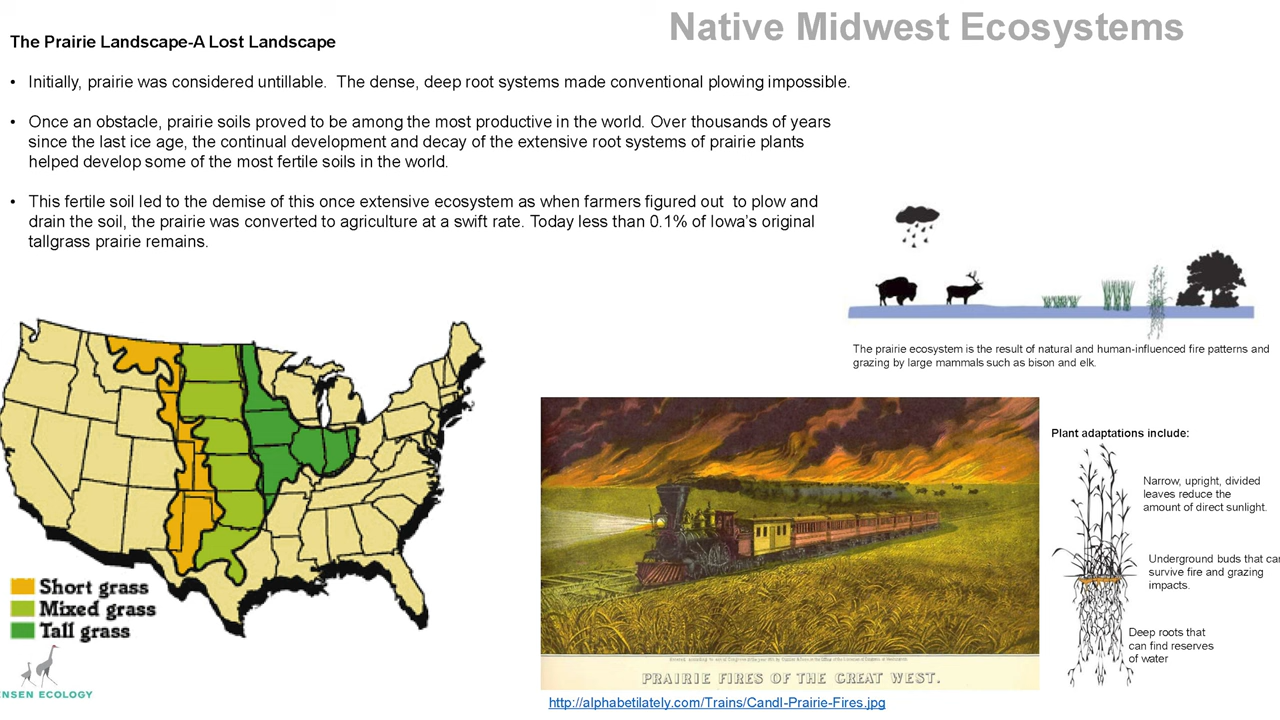 Native Midwest Ecosystems
The Prairie Landscape-A Lost Landscape
• Initially, prairie was considered untillable. The dense, deep root systems made conventional plowing impossible.
• Once an obstacle, prairie soils proved to be among the most productive in the world. Over thousands of years
since the last ice age, the continual development and decay of the extensive root systems of prairie plants
helped develop some of the most fertile soils in the world.
• This fertile soil led to the demise of this once extensive ecosystem as when farmers figured out to plow and
drain the soil, the prairie was converted to agriculture at a swift rate. Today less than 0.1% of Iowa's original
tallgrass prairie remains.
The prairie ecosystem is the result of natural and human-influenced fire patterns and
grazing by large mammals such as bison and elk.
Short grass
Mixed grass
Tall grass
ENSEN ECOLOGY
PRAIRIE FIRES OF THE GREAT WEST.
http://alphabetilately.com/Trains/CandI-Prairie-Fires.jpg
Plant adaptations include:
Narrow, upright, divided
leaves reduce the
amount of direct sunlight.
Underground buds that can
survive fire and grazing
impacts.
Deep roots that
can find reserves
of water